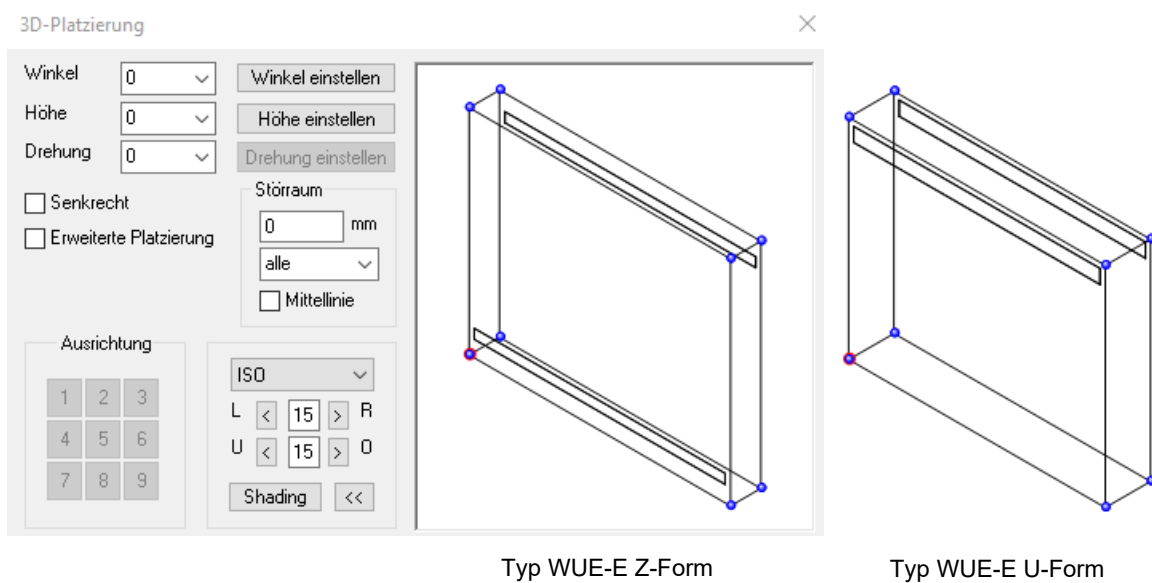 3D-Platzierung
Winkel 0 Winkel einstellen
Höhe 0 Höhe einstellen
Drehung 0 Drehung einstellen
Senkrecht
Erweiterte Platzierung
Störraum
0 mm
alle
Mittellinie
Ausrichtung
1 2 3
4 5 6
7 8 9
ISO
L < 15 > R
U < 15 > O
Shading <<
Typ WUE-E Z-Form
Typ WUE-E U-Form